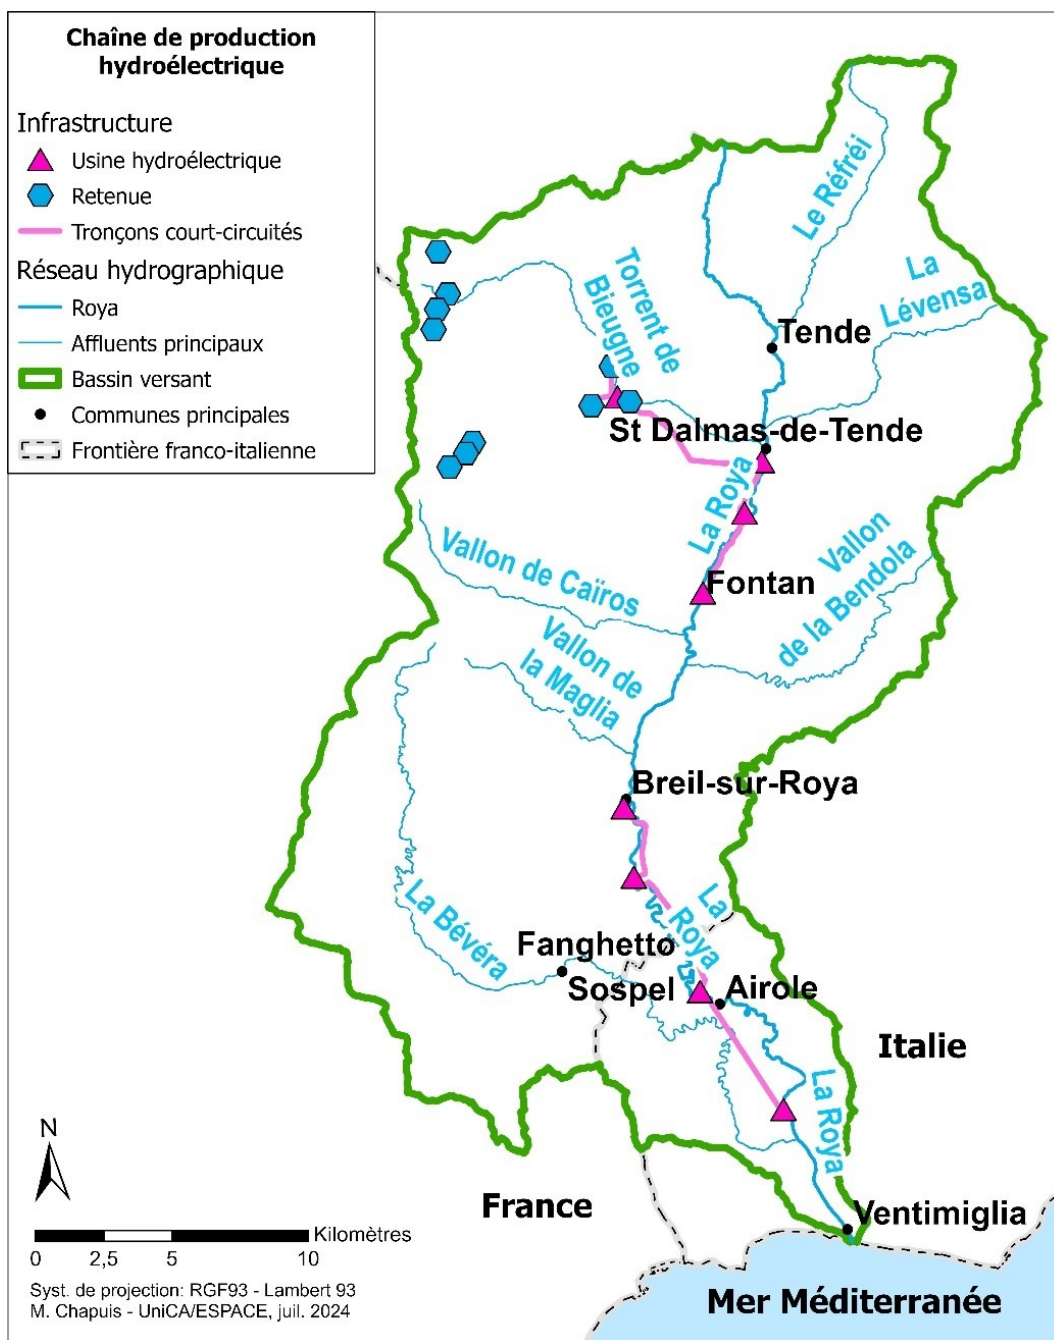 Chaîne de production
hydroélectrique
Infrastructure
Usine hydroélectrique
Retenue
Tronçons court-circuités
Réseau hydrographique
Roya
Affluents principaux
Bassin versant
Communes principales
Frontière franco-italienne
Le Réfréi
La
Lévensa
Torrent de
Bieugne
Tende
St Dalmas-de-Tende
La Roya
Vallon de Caïros
Fontan
Vallon
de la Bendola
Vallon de
la Maglia
Breil-sur-Roya
La Bévéra
La
Roya
Fanghetto
Sospel
Airole
Italie
La Roya
France
Ventimiglia
Mer Méditerranée
N
Kilomètres
0 2,5 5 10
Syst. de projection: RGF93 - Lambert 93
M. Chapuis - UniCA/ESPACE, juil. 2024